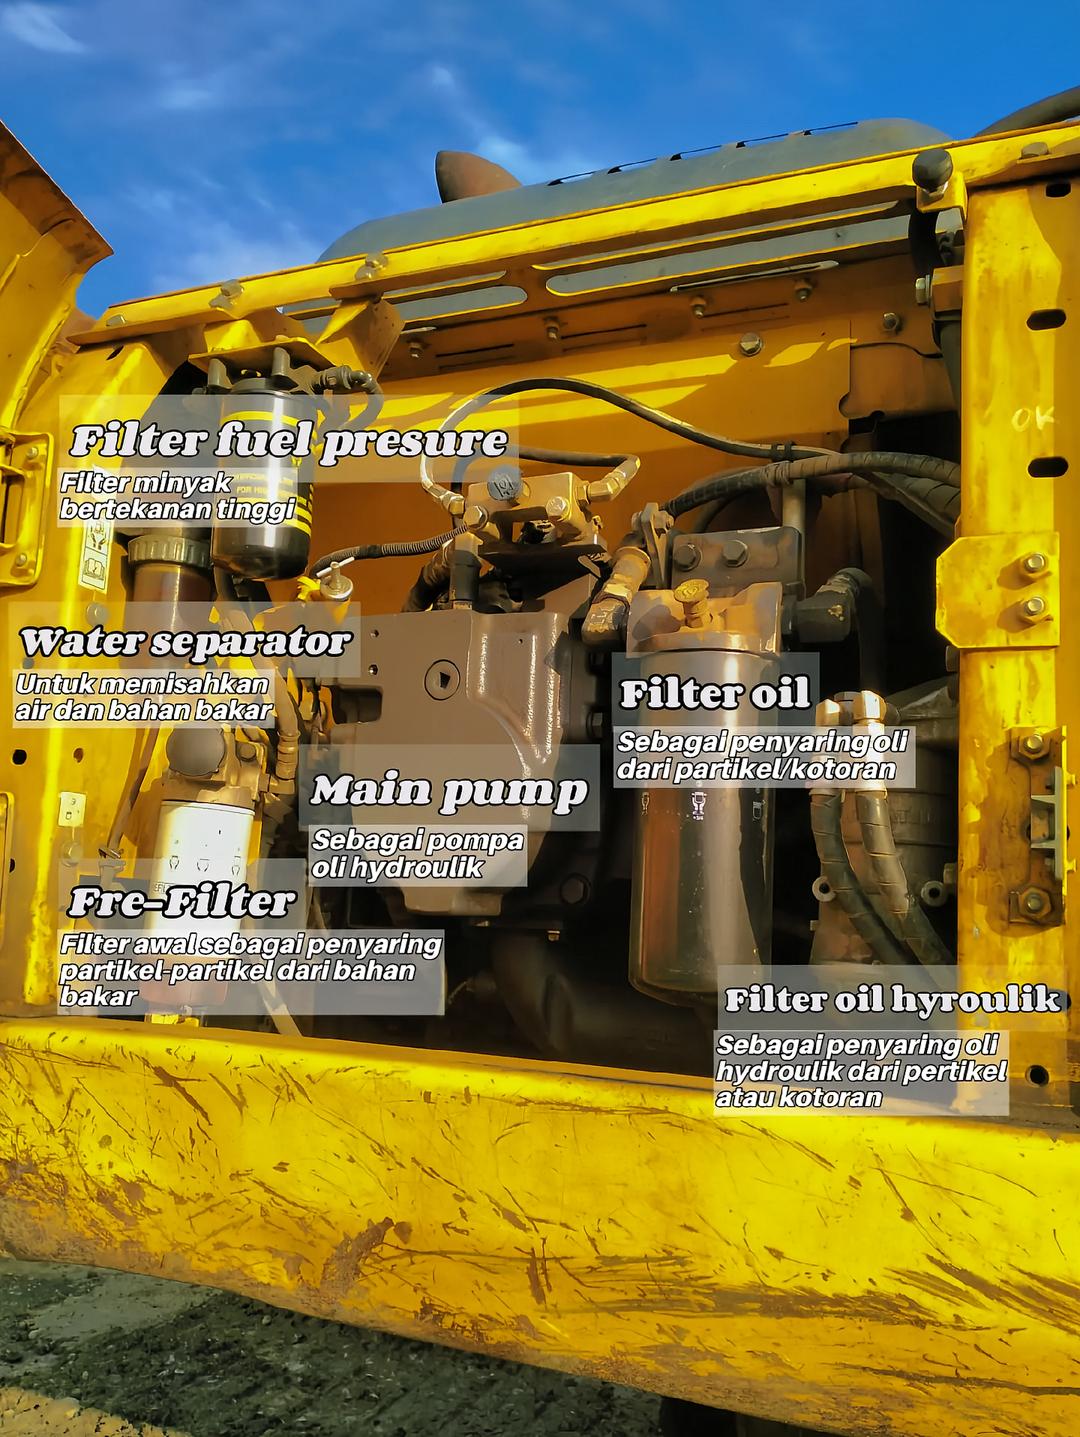 Filter fuel presure
Filter minyak
bertekanan tinggi
OK
Water separator
Untuk memisahkan
air dan bahan bakar
Filter oil
Sebagai penyaring oli
dari partikel/kotoran
Main pump
Sebagai pompa
oli hydroulik
Fre-Filter
Filter awal sebagai penyaring
partikel-partikel dari bahan
bakar
Filter oil hyroulik
Sebagai penyaring oli
hydroulik dari pertikel
atau kotoran